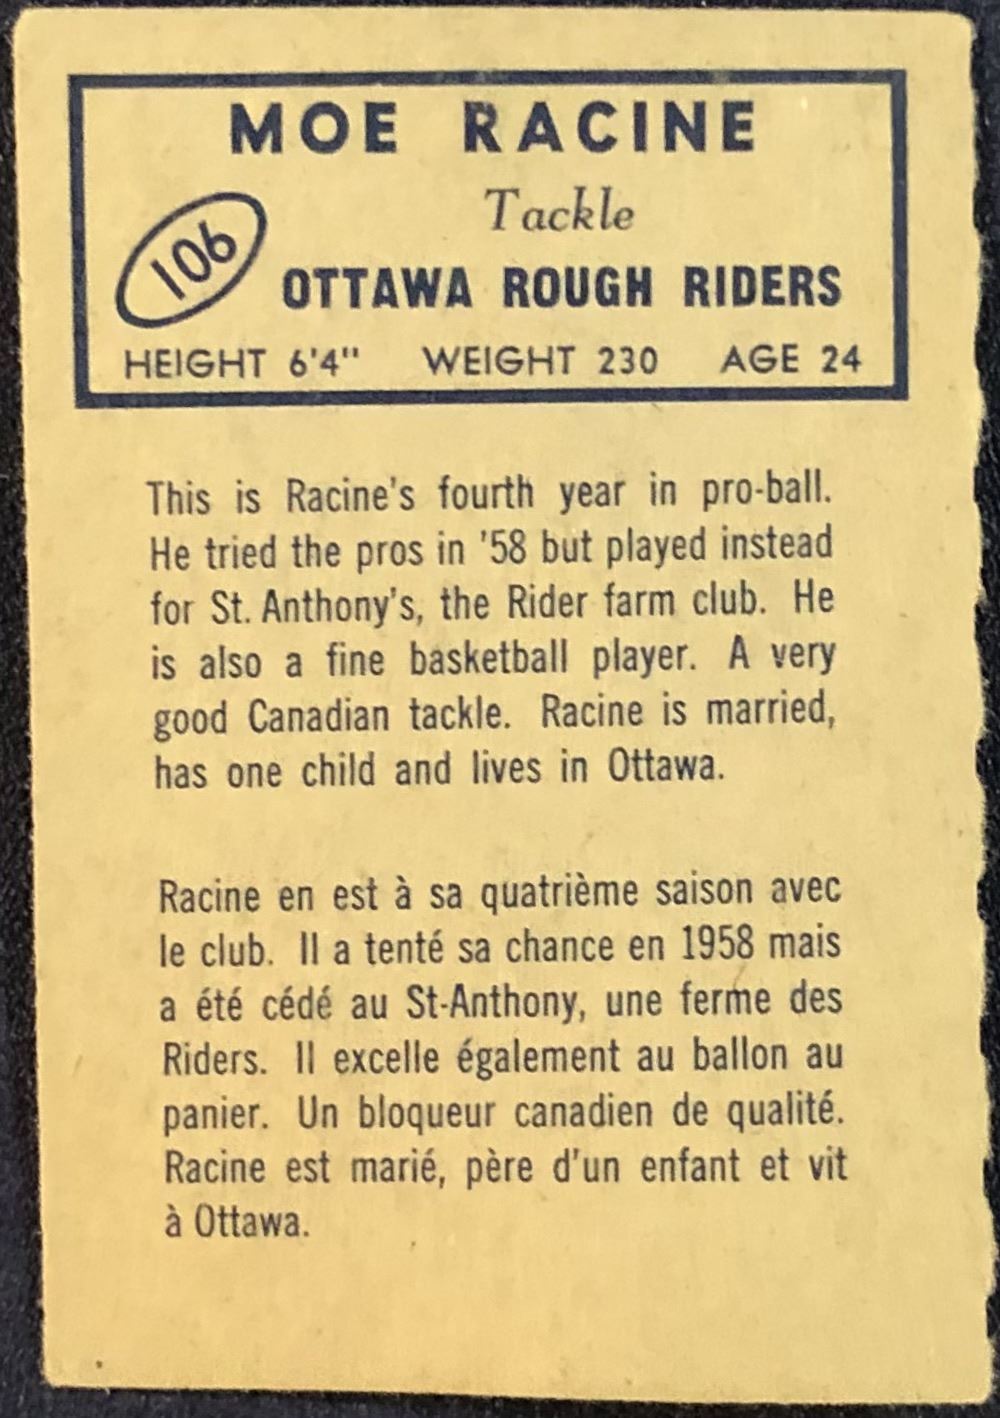 MOE RACINE
Tackle
106
OTTAWA ROUGH RIDERS
HEIGHT 6'4" WEIGHT 230 AGE 24
This is Racine's fourth year in pro-ball.
He tried the pros in '58 but played instead
for St. Anthony's, the Rider farm club. He
is also a fine basketball player. A very
good Canadian tackle. Racine is married,
has one child and lives in Ottawa.
Racine en est à sa quatrième saison avec
le club. Il a tenté sa chance en 1958 mais
a été cédé au St-Anthony, une ferme des
Riders. Il excelle également au ballon au
panier. Un bloqueur canadien de qualité.
Racine est marié, père d'un enfant et vit
à Ottawa.